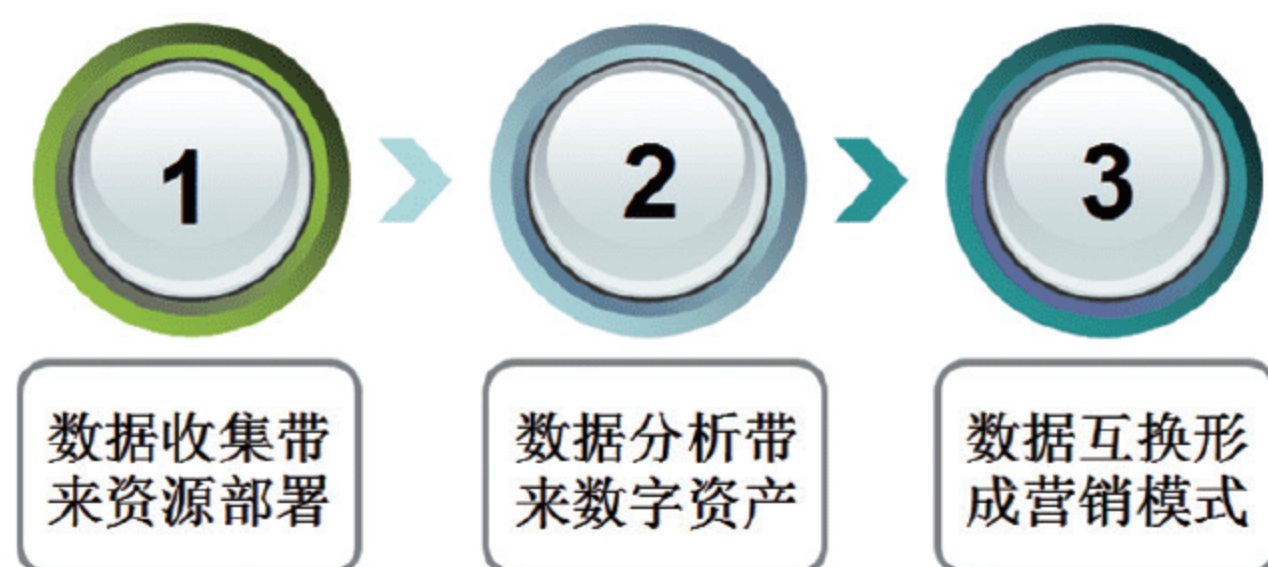 1
2
3
数据收集带
来资源部署
数据分析带
来数字资产
数据互换形
成营销模式